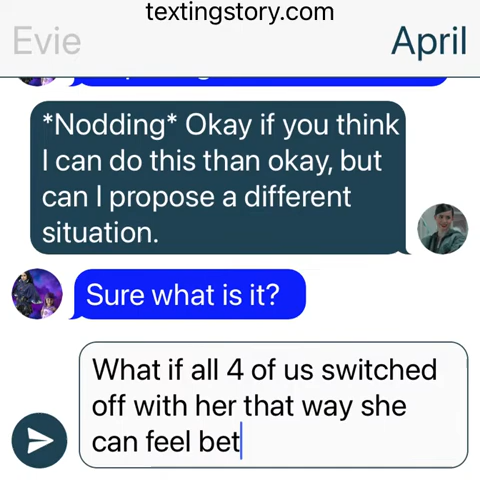 textingstory.com
Evie
April
*Nodding* Okay if you think
I can do this than okay, but
can I propose a different
situation.
Sure what is it?
What if all 4 of us switched
off with her that way she
can feel bet